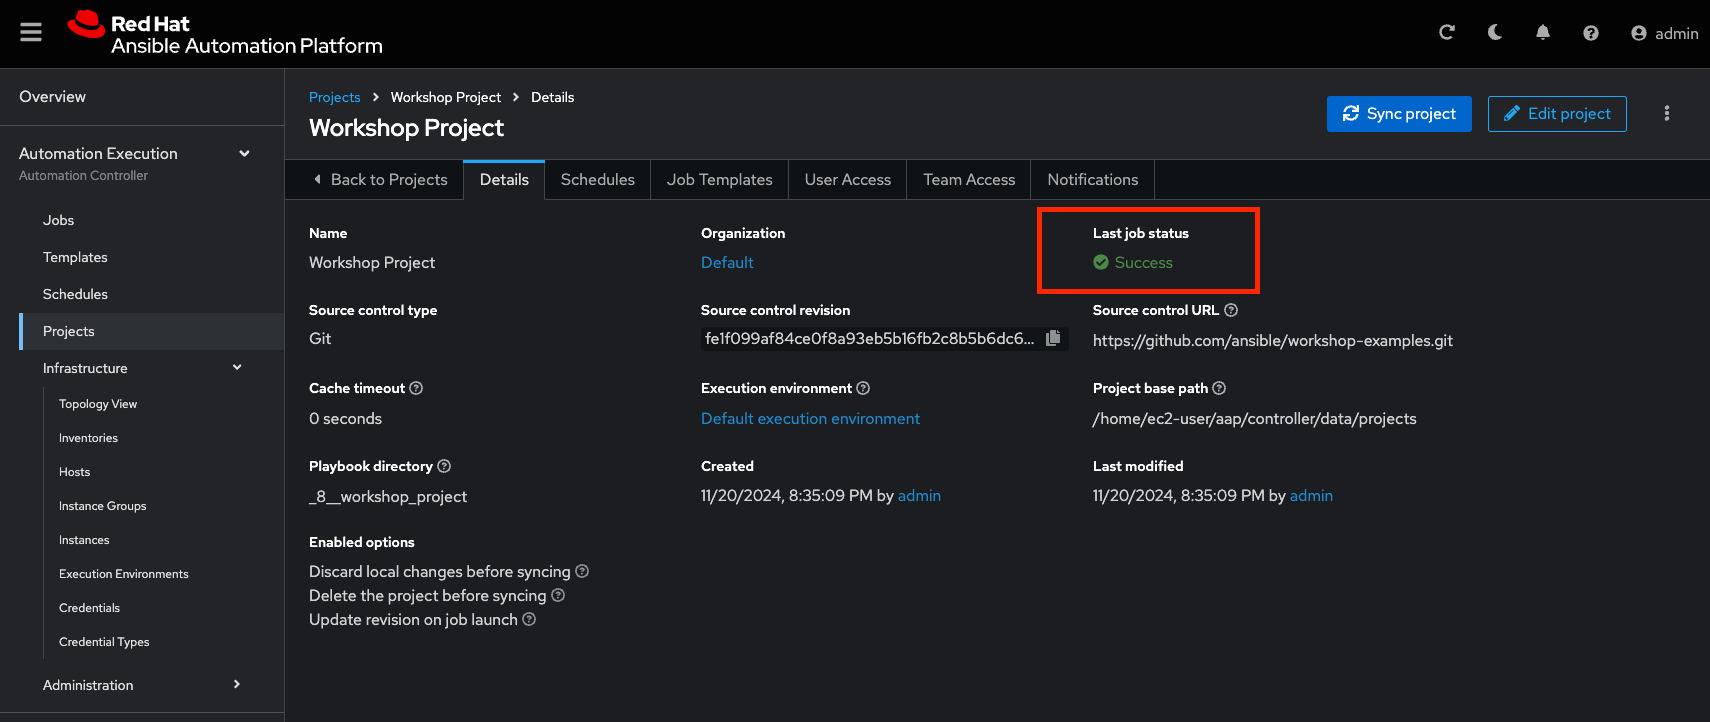 Red Hat
Ansible Automation Platform
admin
Overview
Automation Execution
Automation Controller
Jobs
Templates
Schedules
Projects
Infrastructure
Topology View
Inventories
Hosts
Instance Groups
Instances
Execution Environments
Credentials
Credential Types
Administration
Projects > Workshop Project > Details
Workshop Project
Sync project
Edit project
Back to Projects
Details
Schedules
Job Templates
User Access
Team Access
Notifications
Name
Workshop Project
Organization
Default
Last job status
Success
Source control type
Git
Source control revision
fe1f099af84ce0f8a93eb5b16fb2c8b5b6dc6...
Source control URL
https://github.com/ansible/workshop-examples.git
Cache timeout
0 seconds
Execution environment
Default execution environment
Project base path
/home/ec2-user/aap/controller/data/projects
Playbook directory
_8__workshop_project
Created
11/20/2024, 8:35:09 PM by admin
Last modified
11/20/2024, 8:35:09 PM by admin
Enabled options
Discard local changes before syncing
Delete the project before syncing
Update revision on job launch